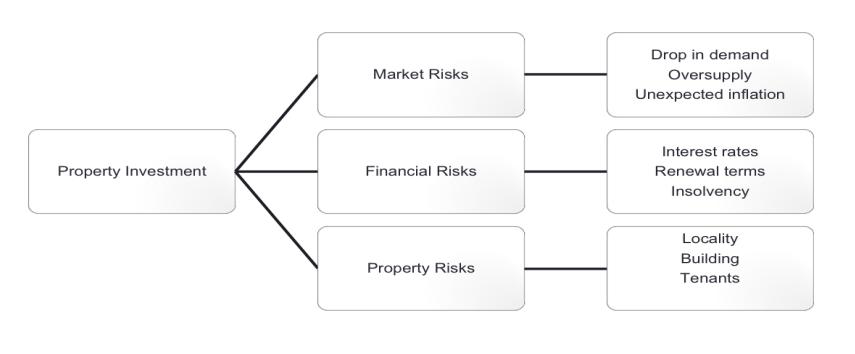 Property Investment
Market Risks
Drop in demand
Oversupply
Unexpected inflation
Financial Risks
Interest rates
Renewal terms
Insolvency
Property Risks
Locality
Building
Tenants